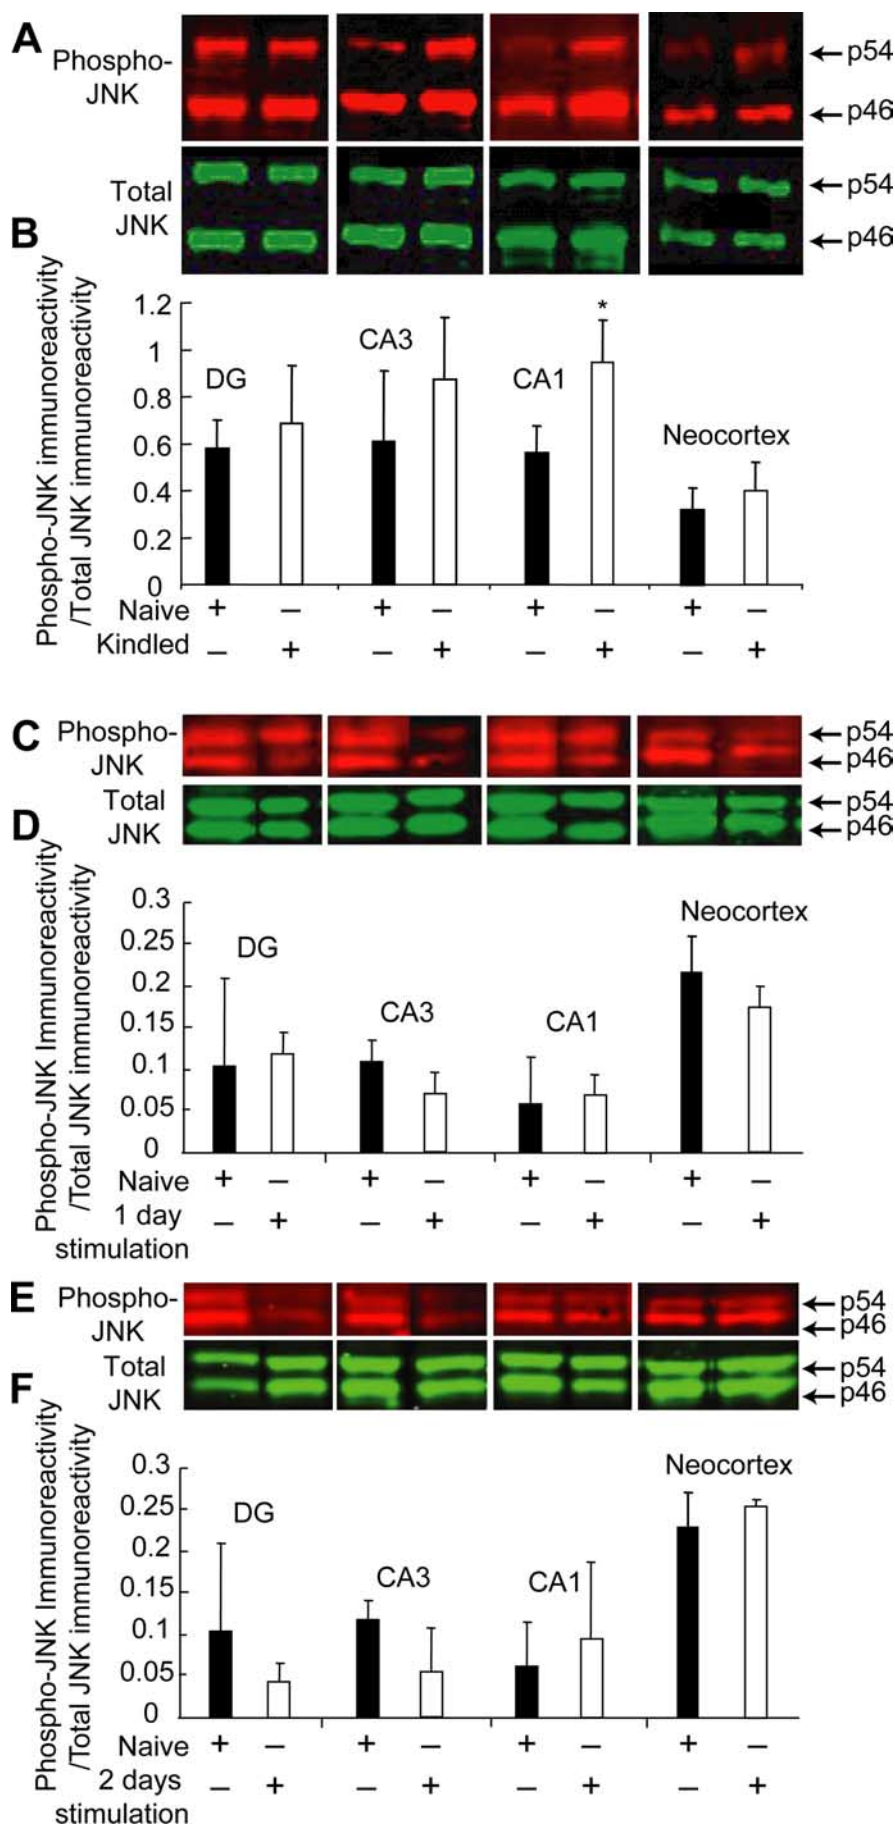 A
Phospho-
JNK
p54
p46
Total
JNK
p54
p46
B
Phospho-JNK immunoreactivity
/Total JNK immunoreactivity
1.2
1
0.8
0.6
0.4
0.2
0
DG
CA3
CA1
*
Neocortex
Naive + – + – + – + –
Kindled – + – + – + – +
C
Phospho-
JNK
p54
p46
Total
JNK
p54
p46
D
Phospho-JNK Immunoreactivity
/Total JNK immunoreactivity
0.3
0.25
0.2
0.15
0.1
0.05
0
DG
CA3
CA1
Neocortex
Naive + – + – + – + –
1 day – + – + – + – +
stimulation
E
Phospho-
JNK
p54
p46
Total
JNK
p54
p46
F
Phospho-JNK Immunoreactivity
/Total JNK immunoreactivity
0.3
0.25
0.2
0.15
0.1
0.05
0
DG
CA3
CA1
Neocortex
Naive + – + – + – + –
2 days – + – + – + – +
stimulation